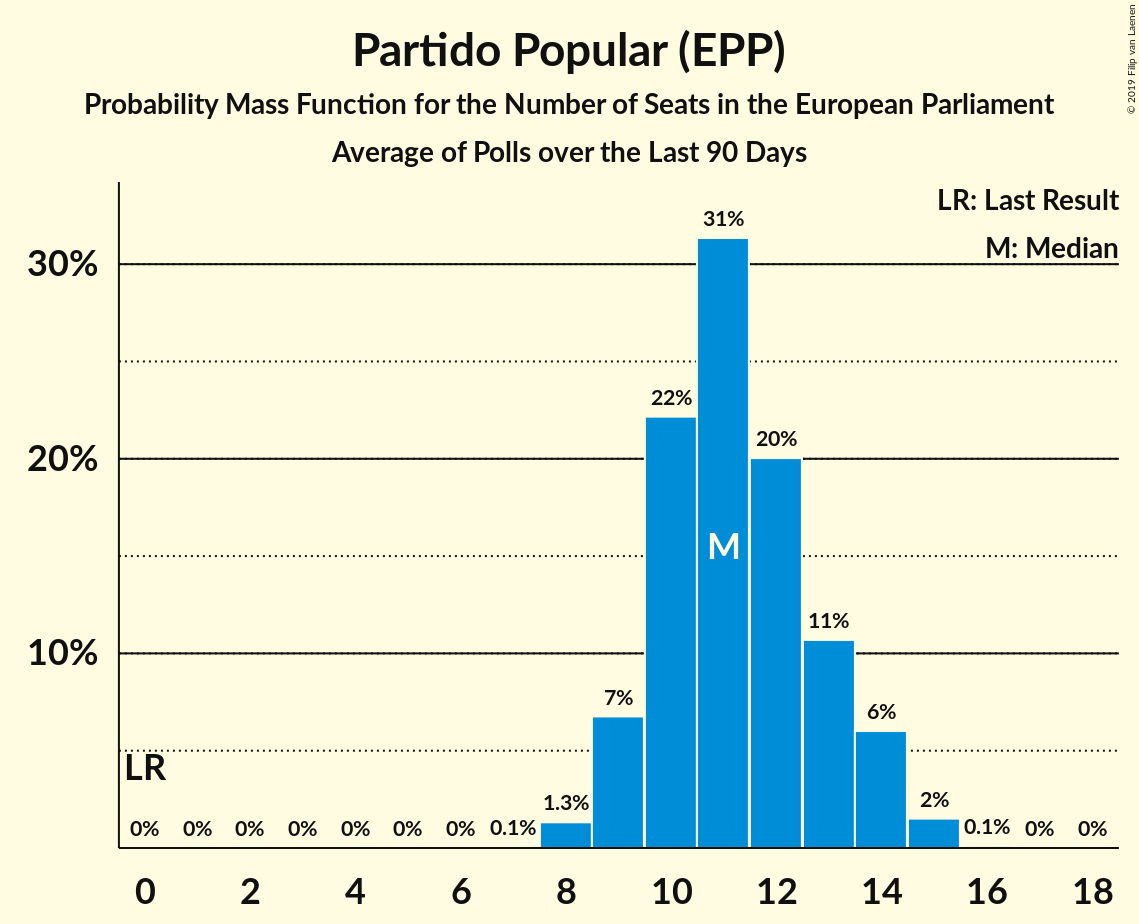 Partido Popular (EPP)
Probability Mass Function for the Number of Seats in the European Parliament
Average of Polls over the Last 90 Days
© 2019 Filip van Laenen
LR: Last Result
M: Median
30%
20%
10%
31%
22%
20%
11%
7%
6%
1.3%
2%
0% 0% 0% 0% 0% 0% 0% 0.1%
0.1% 0% 0%
LR
M
0 2 4 6 8 10 12 14 16 18